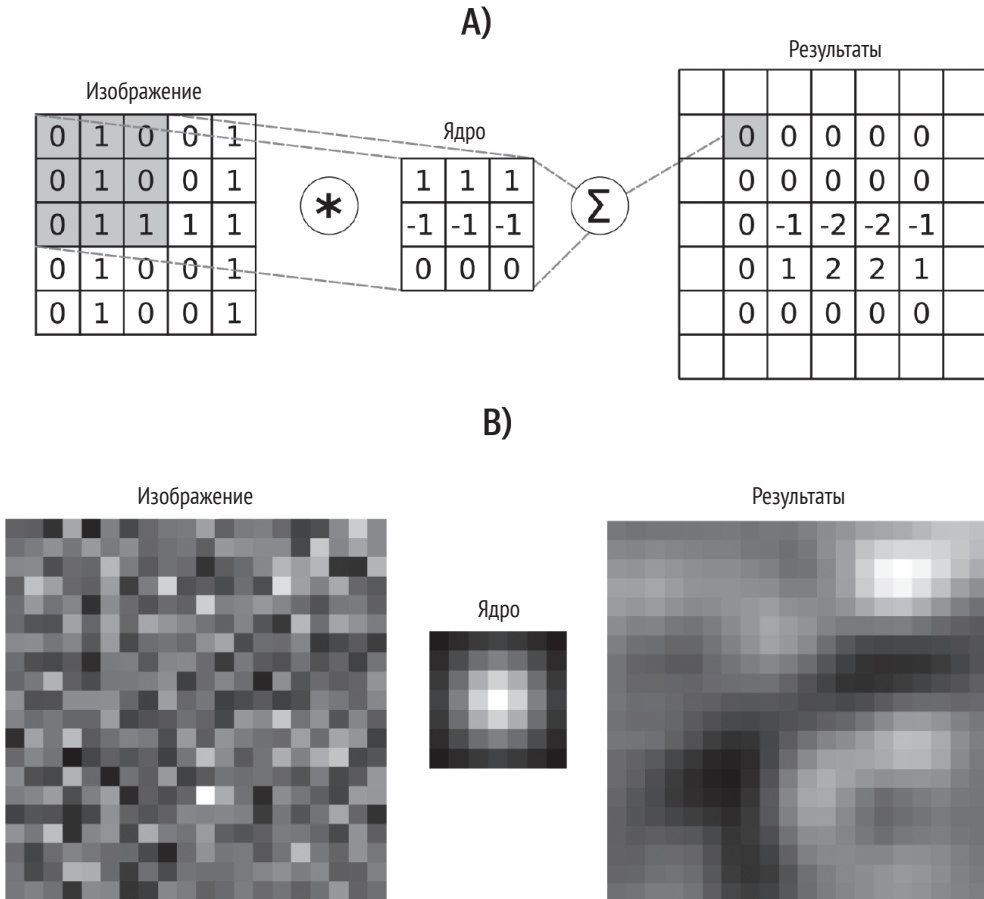 A)
Изображение
Ядро
Результаты
0 1 0 0 1
0 1 0 0 1
0 1 1 1 1
0 1 0 0 1
0 1 0 0 1
*
1 1 1
-1 -1 -1
0 0 0
Σ
0 0 0 0 0
0 0 0 0 0
0 -1 -2 -2 -1
0 1 2 2 1
0 0 0 0 0
B)
Изображение
Ядро
Результаты